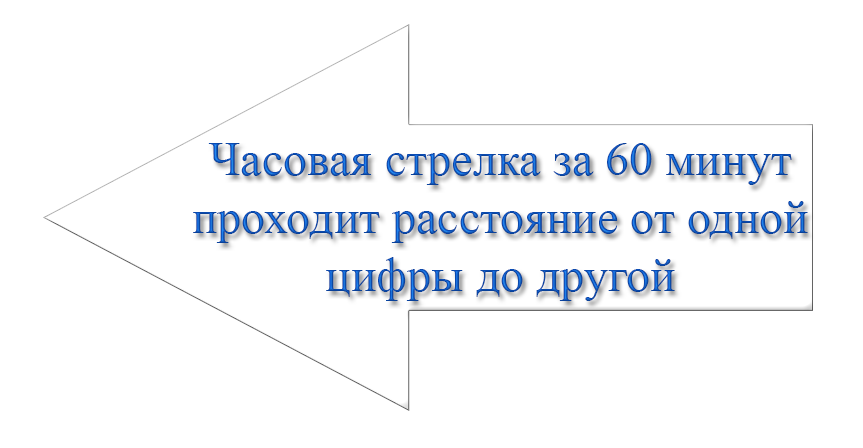 Часовая стрелка за 60 минут
проходит расстояние от одной
цифры до другой